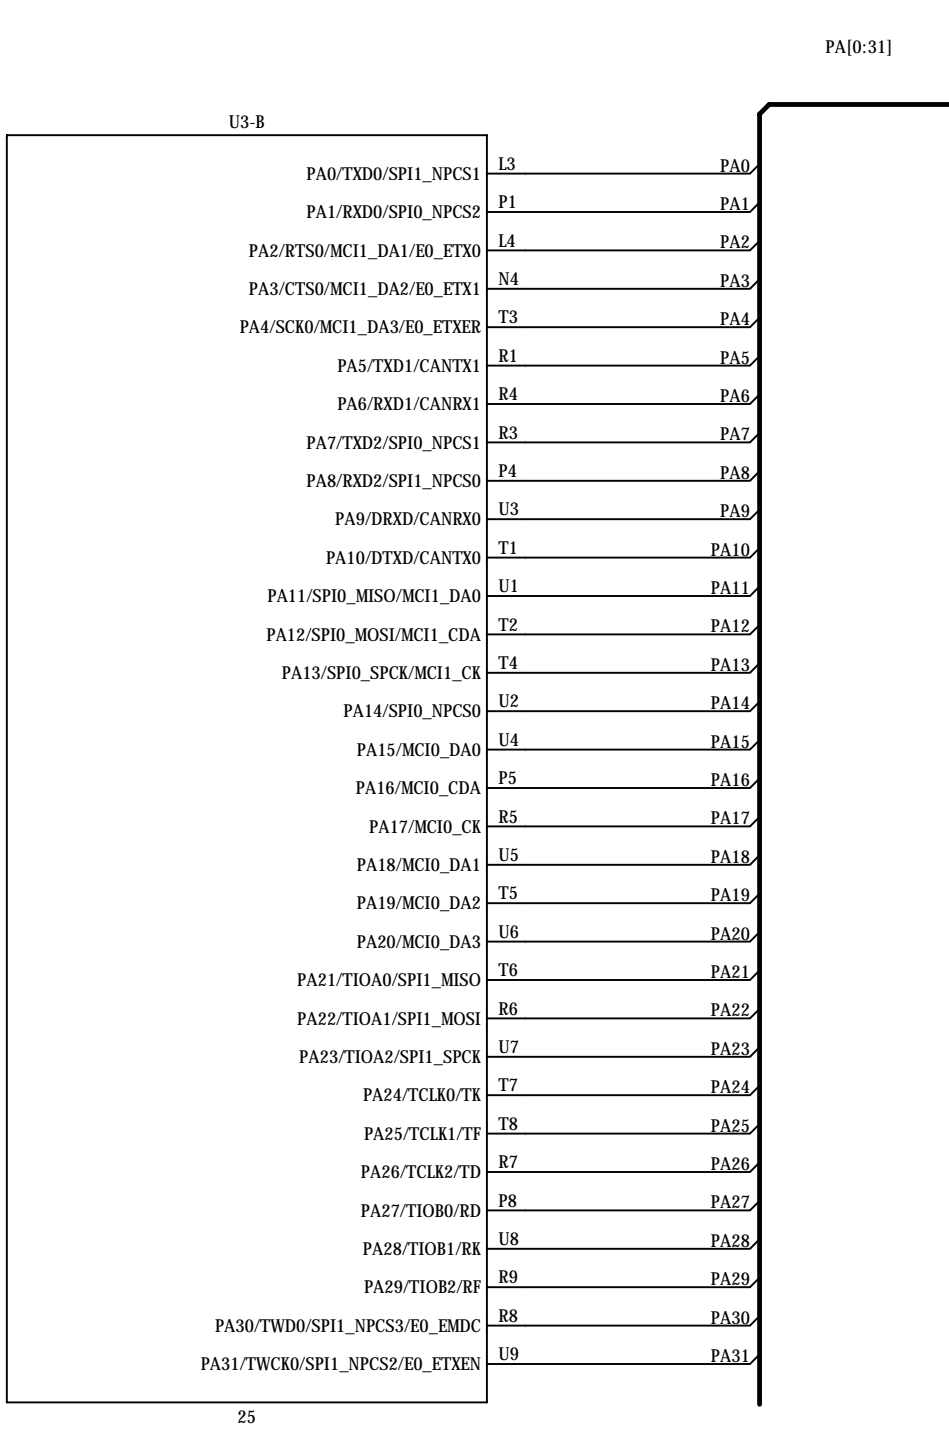 PA[0:31]
U3-B
PA0/TXD0/SPI1_NPCS1 L3 PA0
PA1/RXD0/SPI0_NPCS2 P1 PA1
PA2/RTS0/MCI1_DA1/E0_ETX0 L4 PA2
PA3/CTS0/MCI1_DA2/E0_ETX1 N4 PA3
PA4/SCK0/MCI1_DA3/E0_ETXER T3 PA4
PA5/TXD1/CANTX1 R1 PA5
PA6/RXD1/CANRX1 R4 PA6
PA7/TXD2/SPI0_NPCS1 R3 PA7
PA8/RXD2/SPI1_NPCS0 P4 PA8
PA9/DRXD/CANRX0 U3 PA9
PA10/DTXD/CANTX0 T1 PA10
PA11/SPI0_MISO/MCI1_DA0 U1 PA11
PA12/SPI0_MOSI/MCI1_CDA T2 PA12
PA13/SPI0_SPCK/MCI1_CK T4 PA13
PA14/SPI0_NPCS0 U2 PA14
PA15/MCI0_DA0 U4 PA15
PA16/MCI0_CDA P5 PA16
PA17/MCI0_CK R5 PA17
PA18/MCI0_DA1 U5 PA18
PA19/MCI0_DA2 T5 PA19
PA20/MCI0_DA3 U6 PA20
PA21/TIOA0/SPI1_MISO T6 PA21
PA22/TIOA1/SPI1_MOSI R6 PA22
PA23/TIOA2/SPI1_SPCK U7 PA23
PA24/TCLK0/TK T7 PA24
PA25/TCLK1/TF T8 PA25
PA26/TCLK2/TD R7 PA26
PA27/TIOB0/RD P8 PA27
PA28/TIOB1/RK U8 PA28
PA29/TIOB2/RF R9 PA29
PA30/TWD0/SPI1_NPCS3/E0_EMDC R8 PA30
PA31/TWCK0/SPI1_NPCS2/E0_ETXEN U9 PA31
25